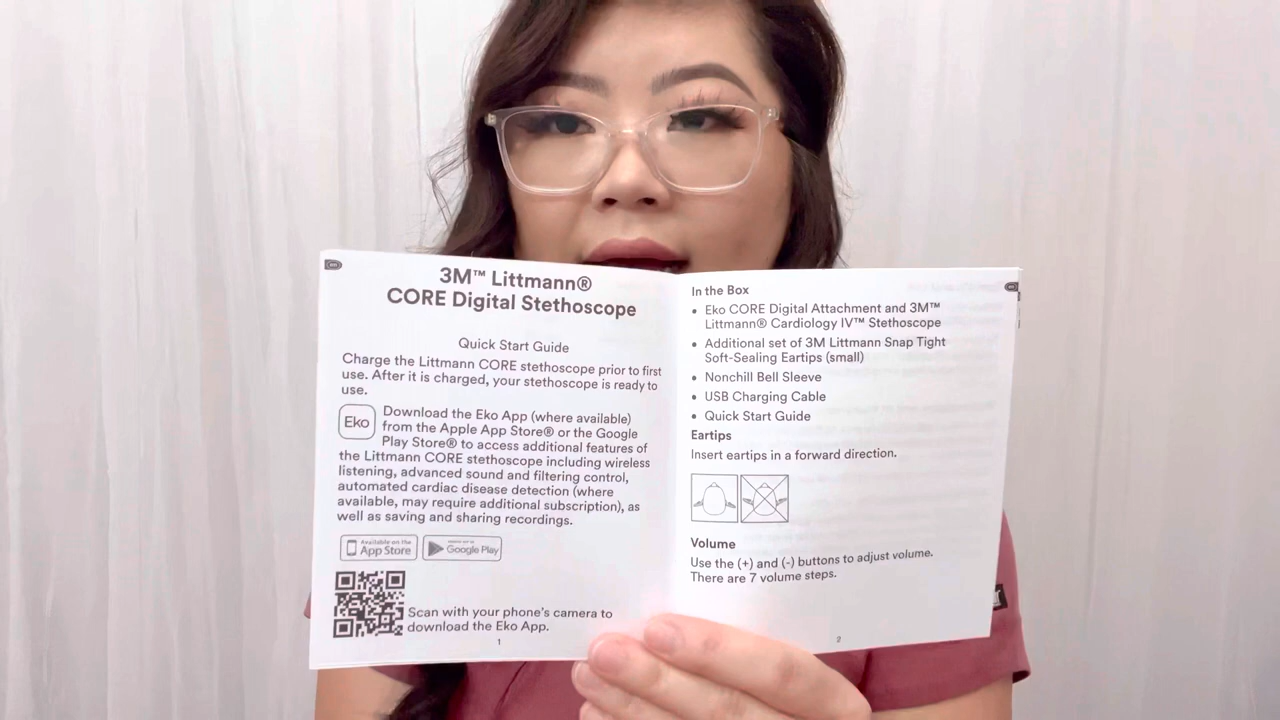 3M™ Littmann®
CORE Digital Stethoscope
Quick Start Guide
Charge the Littmann CORE stethoscope prior to first
use. After it is charged, your stethoscope is ready to
use.
Eko
Download the Eko App (where available)
from the Apple App Store® or the Google
Play Store® to access additional features of
the Littmann CORE stethoscope including wireless
listening, advanced sound and filtering control,
automated cardiac disease detection (where
available, may require additional subscription), as
well as saving and sharing recordings.
Available on the
App Store
Google Play
Scan with your phone's camera to
download the Eko App.
1
In the Box
• Eko CORE Digital Attachment and 3M™
Littmann® Cardiology IV™ Stethoscope
• Additional set of 3M Littmann Snap Tight
Soft-Sealing Eartips (small)
• Nonchill Bell Sleeve
• USB Charging Cable
• Quick Start Guide
Eartips
Insert eartips in a forward direction.
Volume
Use the (+) and (-) buttons to adjust volume.
There are 7 volume steps.
2